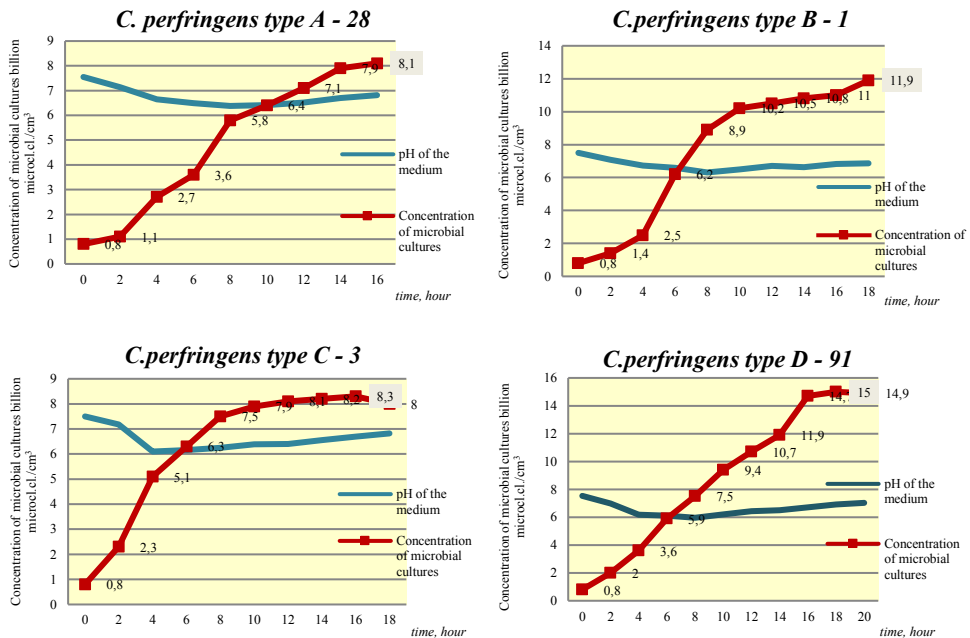 C. perfringens type A - 28
Concentration of microbial cultures billion
microcl.cl./cm³
9
8
7
6
5
4
3
2
1
0
0,8
1,1
2,7
3,6
5,8
6,4
7,1
7,9
8,1
pH of the
medium
Concentration
of microbial
cultures
0 2 4 6 8 10 12 14 16
time, hour
C.perfringens type B - 1
Concentration of microbial cultures billion
microcl.cl./cm³
14
12
10
8
6
4
2
0
0,8
1,4
2,5
6,2
8,9
10,2
10,5
10,8
11
11,9
pH of the
medium
Concentration of
microbial
cultures
0 2 4 6 8 10 12 14 16 18
time, hour
C.perfringens type C - 3
Concentration of microbial cultures billion
microcl.cl./cm³
9
8
7
6
5
4
3
2
1
0
0,8
2,3
5,1
6,3
7,5
7,9
8,1
8,2
8,3
8
pH of the
medium
Concentration
of microbial
cultures
0 2 4 6 8 10 12 14 16 18
time, hour
C.perfringens type D - 91
Concentration of microbial cultures billion
microcl.cl./cm³
16
14
12
10
8
6
4
2
0
0,8
2
3,6
5,9
7,5
9,4
10,7
11,9
15
14,9
pH of the
medium
Concentration
of microbial
cultures
0 2 4 6 8 10 12 14 16 18 20
time, hour